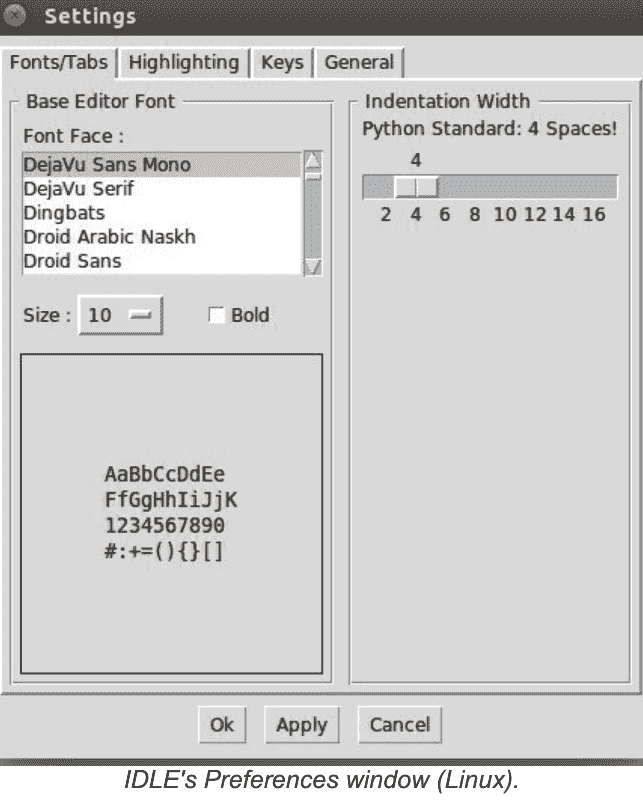 Settings
Fonts/Tabs Highlighting Keys General
Base Editor Font
Font Face :
DejaVu Sans Mono
DejaVu Serif
Dingbats
Droid Arabic Naskh
Droid Sans
Size : 10 Bold
AaBbCcDdEe
FfGgHhIiJjK
1234567890
#:+=(){}[]
Indentation Width
Python Standard: 4 Spaces!
4
2 4 6 8 10 12 14 16
Ok Apply Cancel
IDLE's Preferences window (Linux).